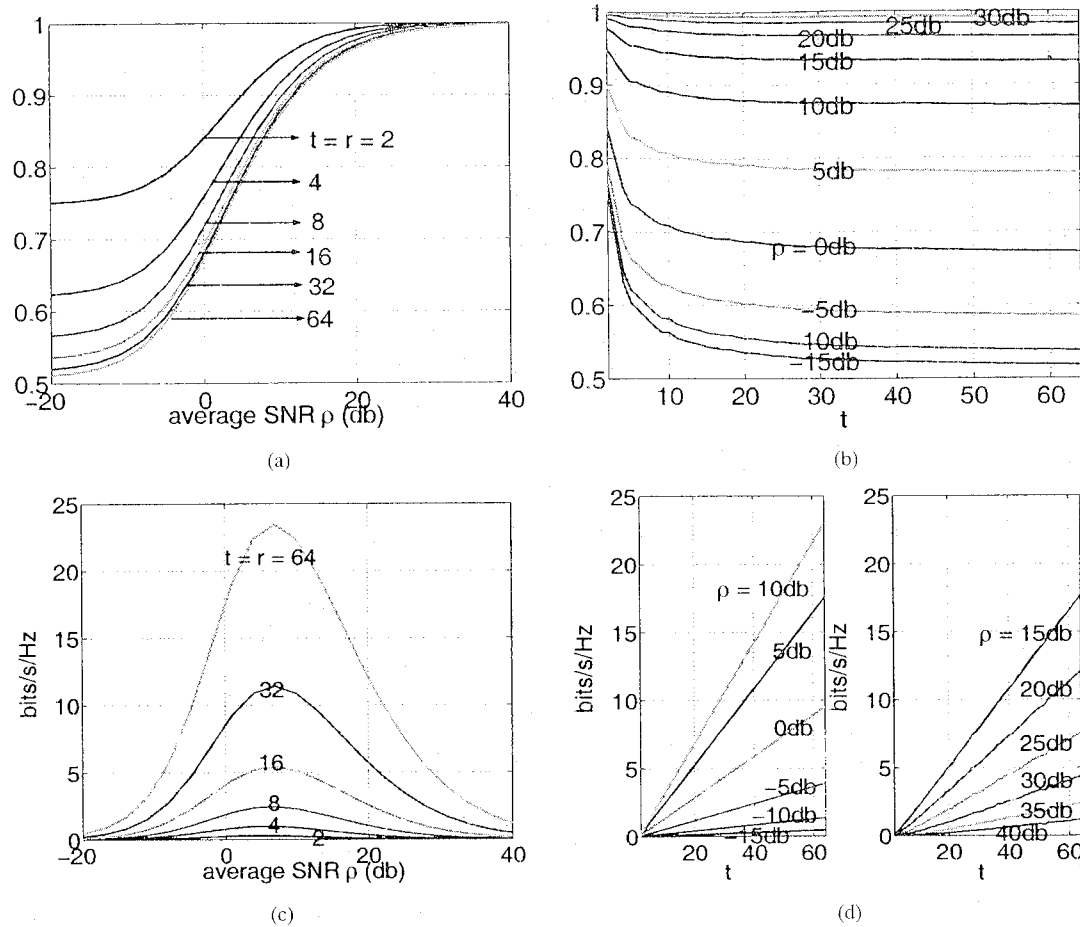 1
0.9
0.8
0.7
0.6
0.5
t = r = 2
4
8
16
32
64
−20 0 20 40
average SNR ρ (db)
(a)
1
0.9
0.8
0.7
0.6
0.5
30db
25db
20db
15db
10db
5db
ρ = 0db
−5db
10db
−15db
10 20 30 40 50 60
t
(b)
25
20
15
10
5
0
bits/s/Hz
t = r = 64
32
16
8
4
2
−20 0 20 40
average SNR ρ (db)
(c)
25
20
15
10
5
0
bits/s/Hz
ρ = 10db
5db
0db
−5db
−10db
−15db
0 20 40 60
t
25
20
15
10
5
0
bits/s/Hz
ρ = 15db
20db
25db
30db
35db
40db
20 40 60
t
(d)